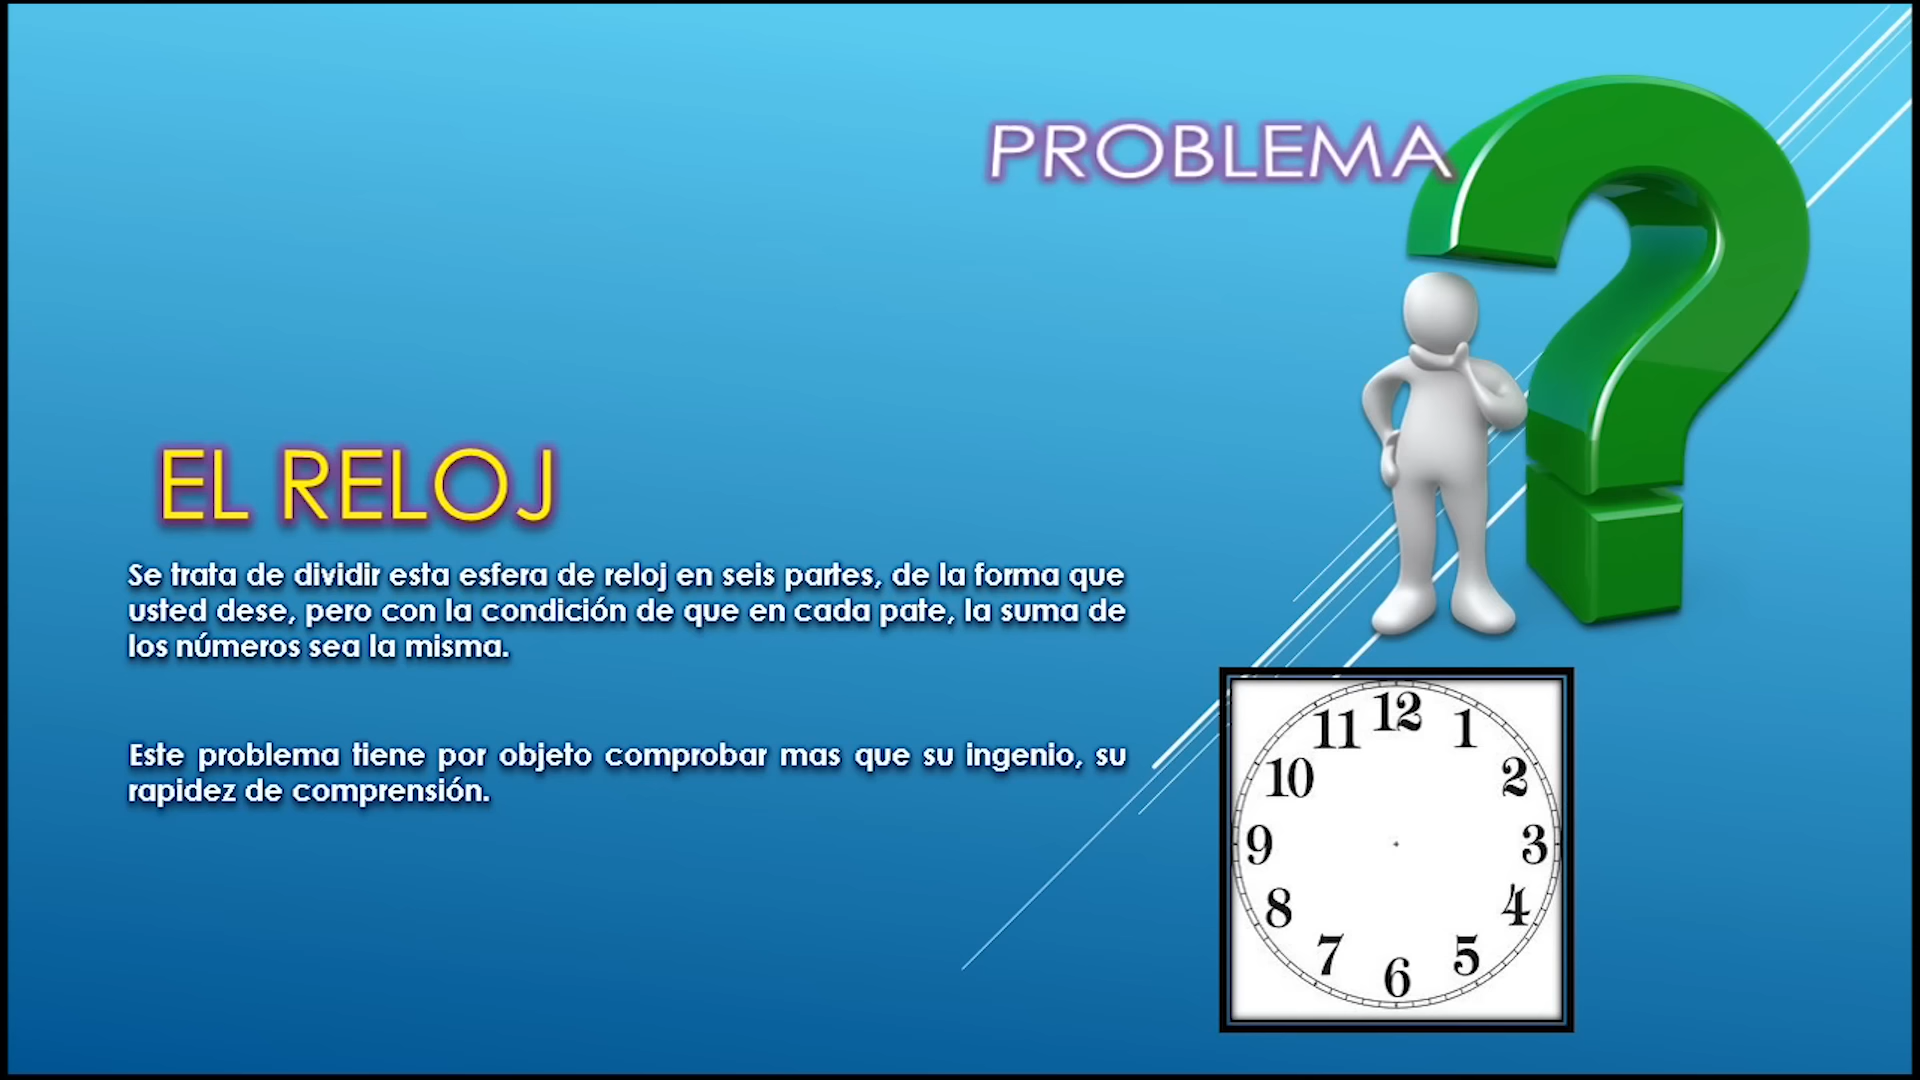 PROBLEMA
EL RELOJ
Se trata de dividir esta esfera de reloj en seis partes, de la forma que
usted dese, pero con la condición de que en cada pate, la suma de
los números sea la misma.
Este problema tiene por objeto comprobar mas que su ingenio, su
rapidez de comprensión.
12
11 1
10 2
9 3
8 4
7 5
6